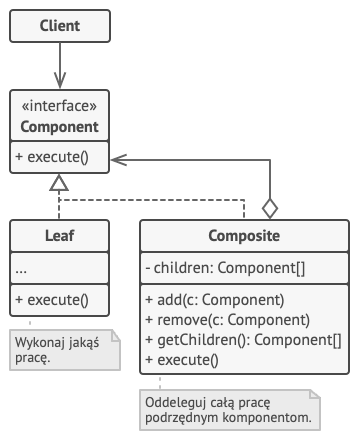 Client
«interface»
Component
+ execute()
Leaf
...
+ execute()
Wykonaj jakąś
pracę.
Composite
- children: Component[]
+ add(c: Component)
+ remove(c: Component)
+ getChildren(): Component[]
+ execute()
Oddeleguj całą pracę
podrzędnym komponentom.